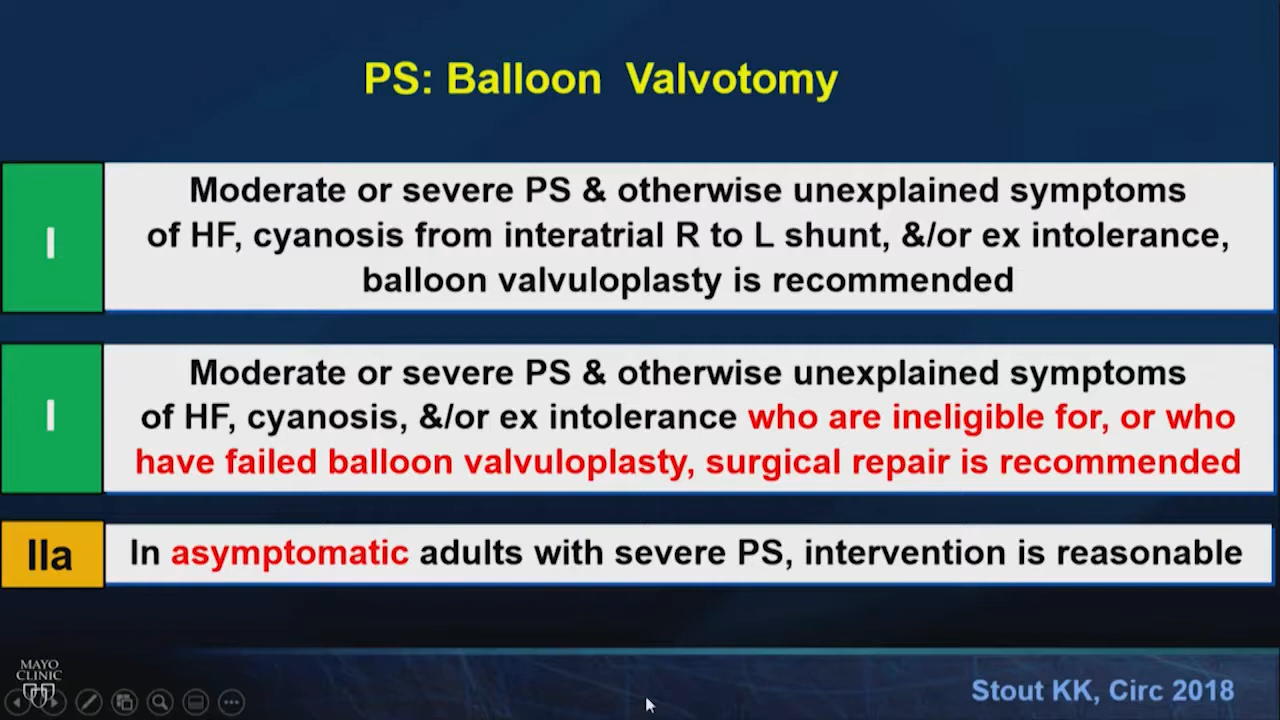 PS: Balloon Valvotomy
I
Moderate or severe PS & otherwise unexplained symptoms
of HF, cyanosis from interatrial R to L shunt, &/or ex intolerance,
balloon valvuloplasty is recommended
I
Moderate or severe PS & otherwise unexplained symptoms
of HF, cyanosis, &/or ex intolerance who are ineligible for, or who
have failed balloon valvuloplasty, surgical repair is recommended
IIa
In asymptomatic adults with severe PS, intervention is reasonable
MAYO
CLINIC
Stout KK, Circ 2018